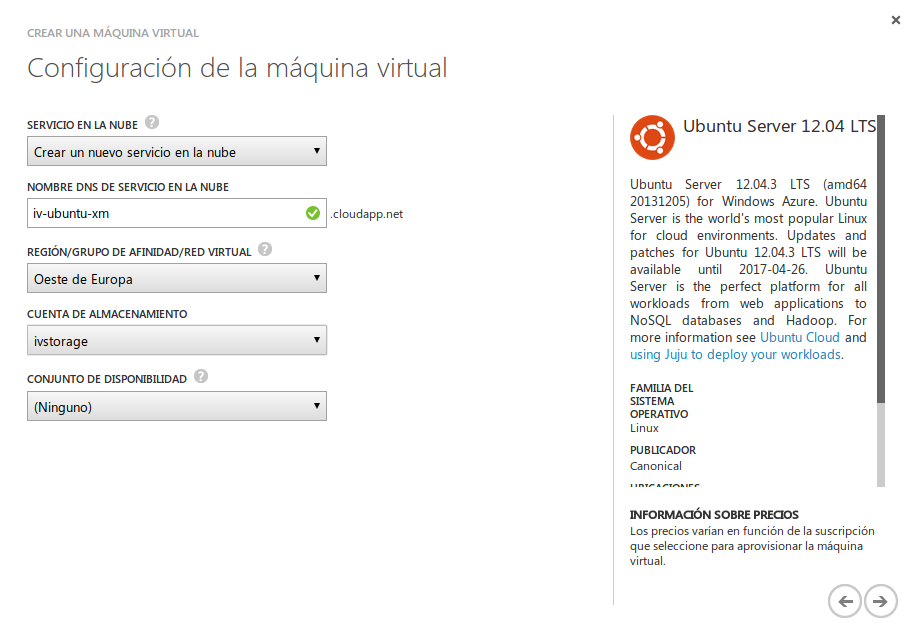 CREAR UNA MÁQUINA VIRTUAL
Configuración de la máquina virtual
SERVICIO EN LA NUBE ?
Crear un nuevo servicio en la nube
NOMBRE DNS DE SERVICIO EN LA NUBE
iv-ubuntu-xm .cloudapp.net
REGIÓN/GRUPO DE AFINIDAD/RED VIRTUAL ?
Oeste de Europa
CUENTA DE ALMACENAMIENTO
ivstorage
CONJUNTO DE DISPONIBILIDAD ?
(Ninguno)
Ubuntu Server 12.04 LTS
Ubuntu Server 12.04.3 LTS (amd64
20131205) for Windows Azure. Ubuntu
Server is the world's most popular Linux
for cloud environments. Updates and
patches for Ubuntu 12.04.3 LTS will be
available until 2017-04-26. Ubuntu
Server is the perfect platform for all
workloads from web applications to
NoSQL databases and Hadoop. For
more information see Ubuntu Cloud and
using Juju to deploy your workloads.
FAMILIA DEL
SISTEMA
OPERATIVO
Linux
PUBLICADOR
Canonical
UBICACIONES
INFORMACIÓN SOBRE PRECIOS
Los precios varían en función de la suscripción
que seleccione para aprovisionar la máquina
virtual.